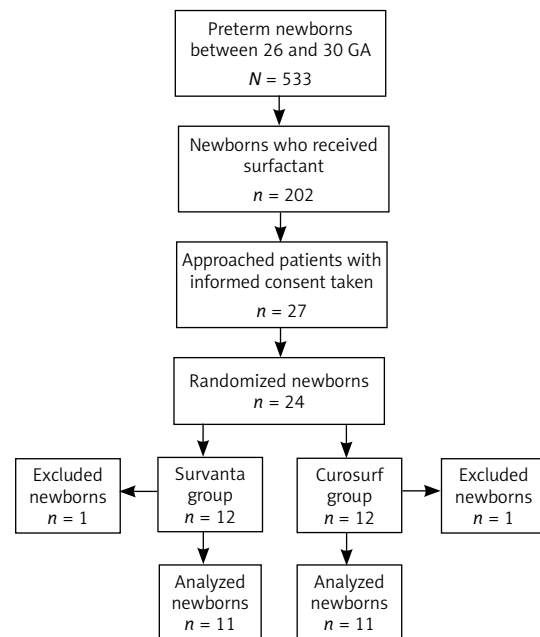 Preterm newborns
between 26 and 30 GA
N = 533
Newborns who received
surfactant
n = 202
Approached patients with
informed consent taken
n = 27
Randomized newborns
n = 24
Excluded
newborns
n = 1
Survanta
group
n = 12
Curosurf
group
n = 12
Excluded
newborns
n = 1
Analyzed
newborns
n = 11
Analyzed
newborns
n = 11